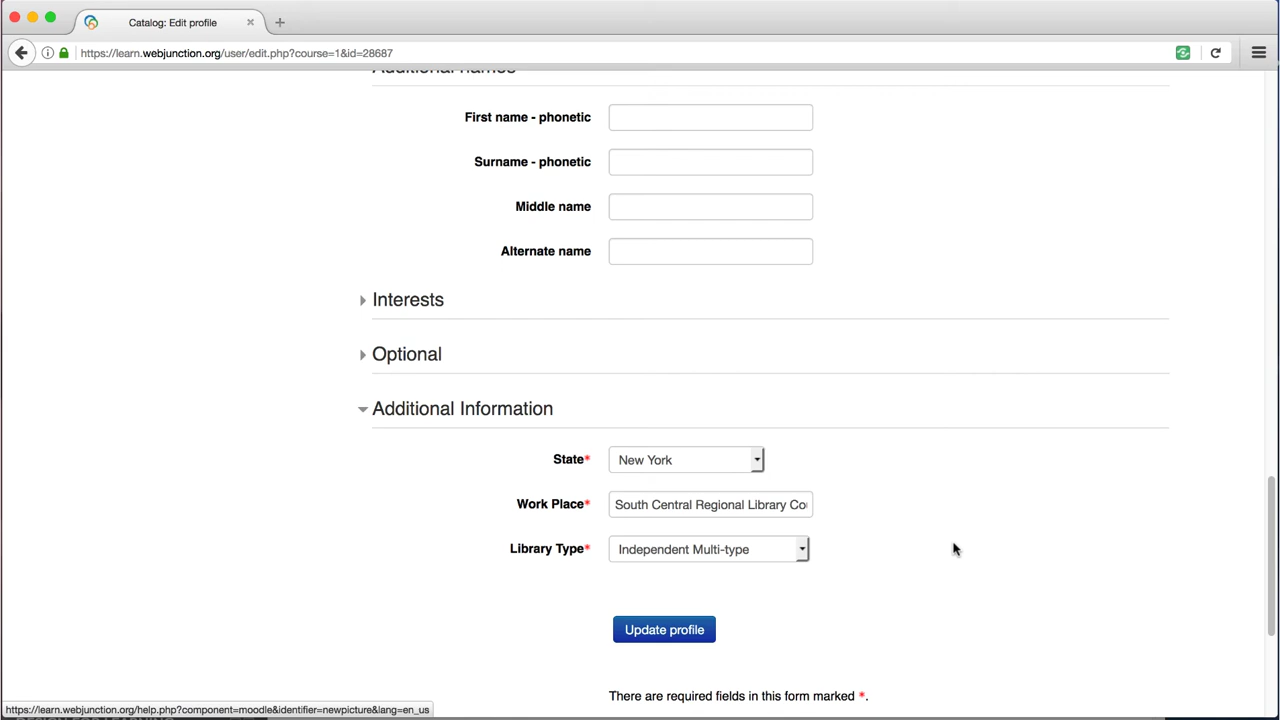 Catalog: Edit profile
https://learn.webjunction.org/user/edit.php?course=1&id=28687
Additional names
First name - phonetic
Surname - phonetic
Middle name
Alternate name
Interests
Optional
Additional Information
State* New York
Work Place* South Central Regional Library Co
Library Type* Independent Multi-type
Update profile
There are required fields in this form marked *.
https://learn.webjunction.org/help.php?component=moodle&identifier=newpicture&lang=en_us